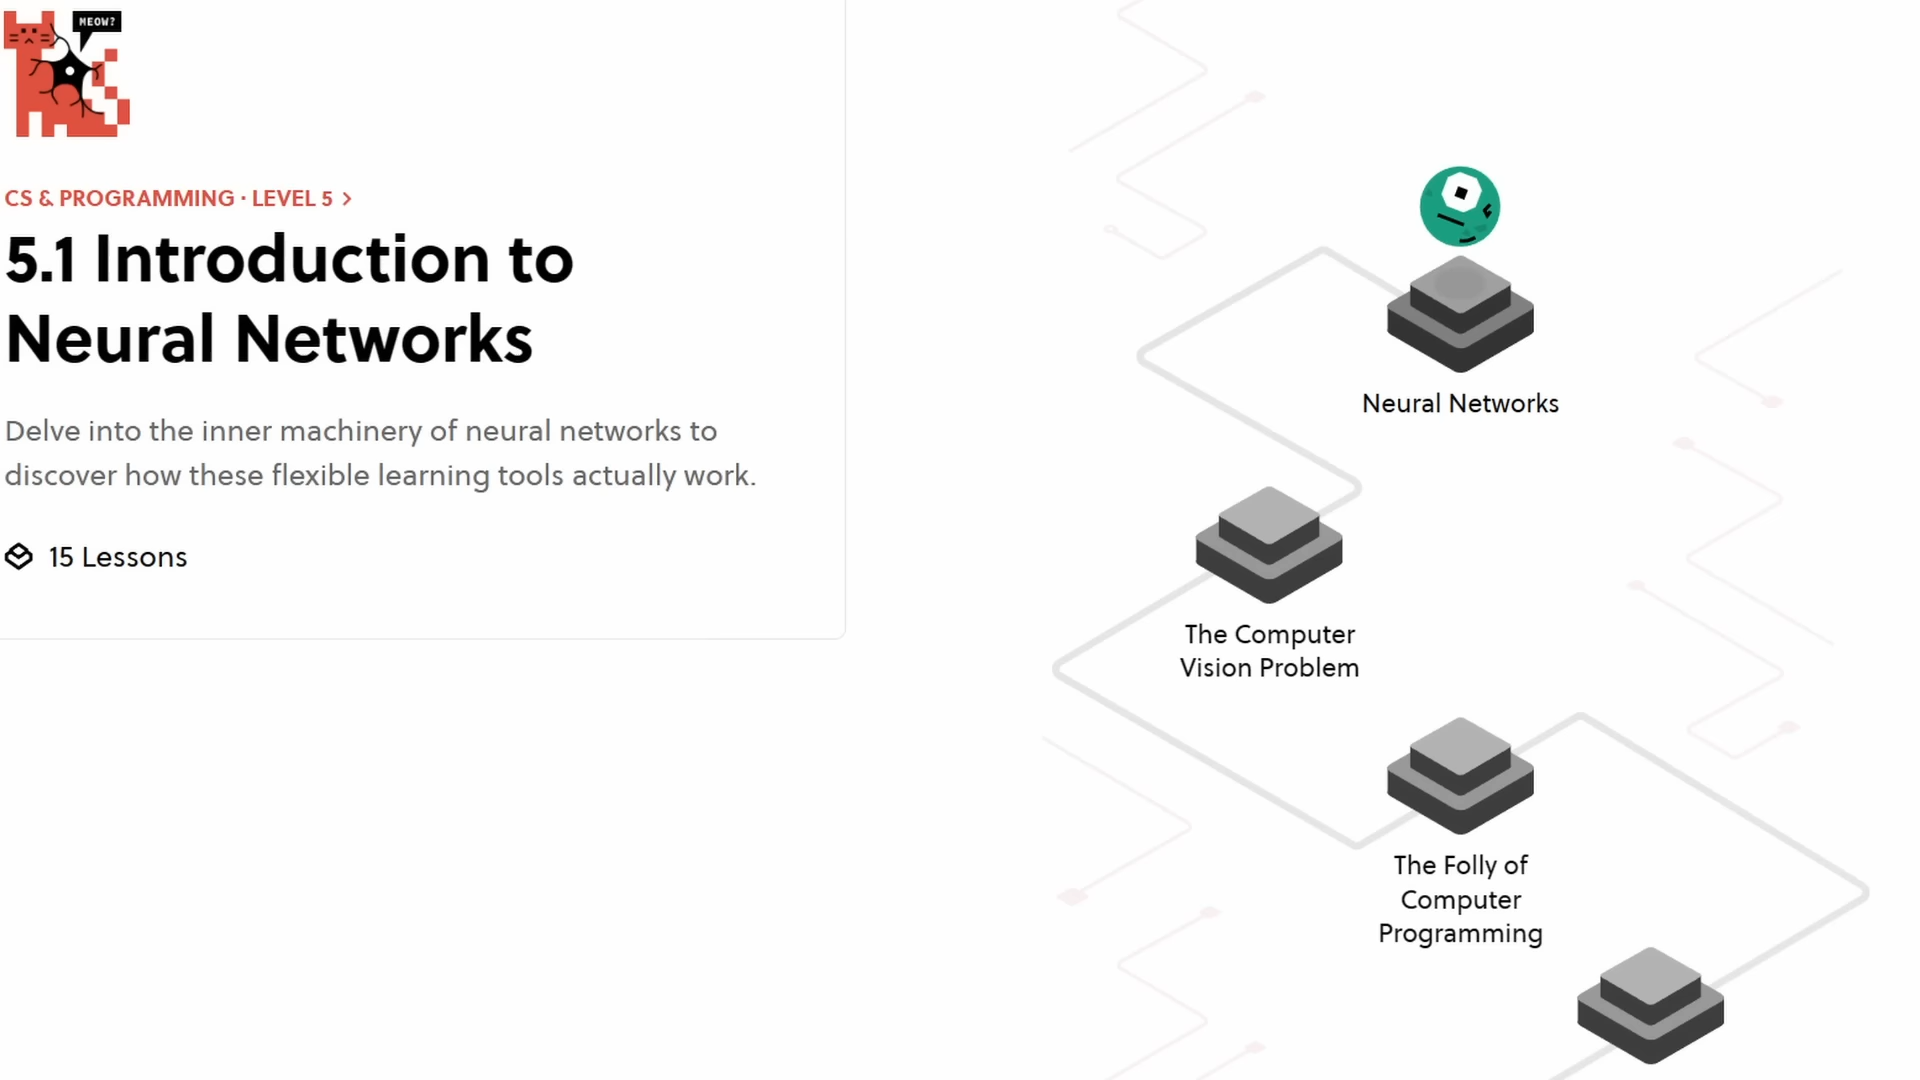 MEOW?
CS & PROGRAMMING · LEVEL 5 >
5.1 Introduction to
Neural Networks
Delve into the inner machinery of neural networks to
discover how these flexible learning tools actually work.
15 Lessons
Neural Networks
The Computer
Vision Problem
The Folly of
Computer
Programming